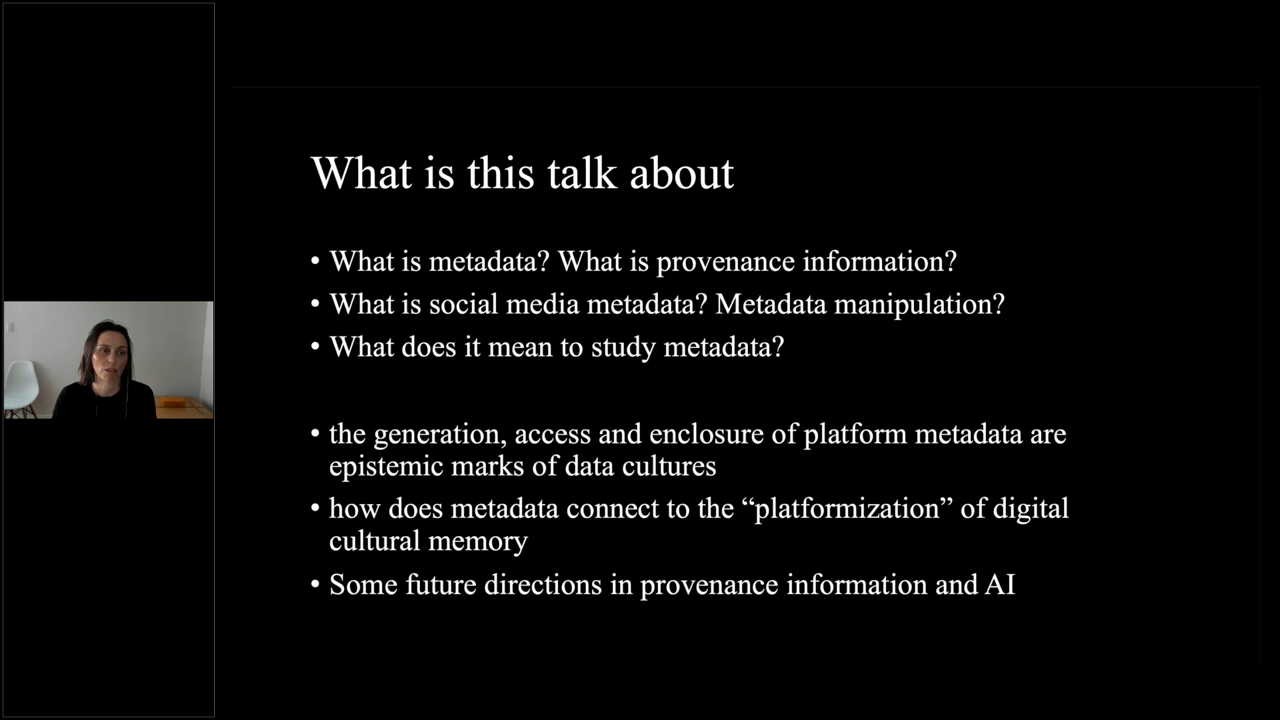 What is this talk about
• What is metadata? What is provenance information?
• What is social media metadata? Metadata manipulation?
• What does it mean to study metadata?
• the generation, access and enclosure of platform metadata are
epistemic marks of data cultures
• how does metadata connect to the “platformization” of digital
cultural memory
• Some future directions in provenance information and AI